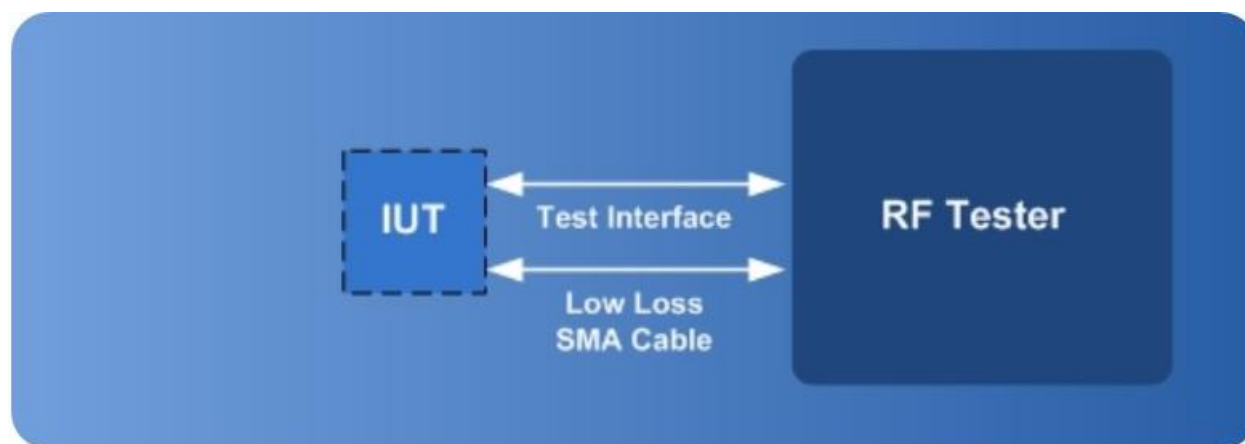 IUT
Test Interface
Low Loss
SMA Cable
RF Tester